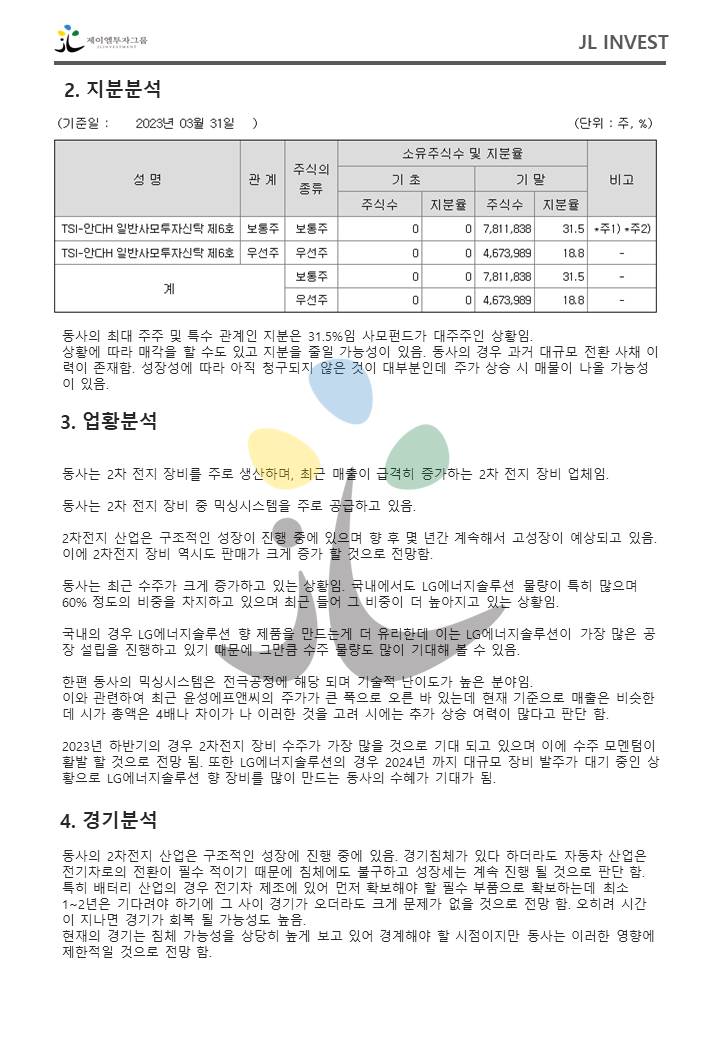 제이엘투자그룹
JLINVESTMENT
JL INVEST
2. 지분분석
(기준일 : 2023년 03월 31일 )
(단위 : 주, %)
성 명 관 계 주식의 종류 소유주식수 및 지분율 비고
기 초 기 말
주식수 지분율 주식수 지분율
TSI-안다H 일반사모투자신탁 제6호 보통주 보통주 0 0 7,811,838 31.5 *주1) *주2)
TSI-안다H 일반사모투자신탁 제6호 우선주 우선주 0 0 4,673,989 18.8 -
계 보통주 0 0 7,811,838 31.5 -
우선주 0 0 4,673,989 18.8 -
동사의 최대 주주 및 특수 관계인 지분은 31.5%임 사모펀드가 대주주인 상황임.
상황에 따라 매각을 할 수도 있고 지분을 줄일 가능성이 있음. 동사의 경우 과거 대규모 전환 사채 이
력이 존재함. 성장성에 따라 아직 청구되지 않은 것이 대부분인데 주가 상승 시 매물이 나올 가능성
이 있음.
3. 업황분석
동사는 2차 전지 장비를 주로 생산하며, 최근 매출이 급격히 증가하는 2차 전지 장비 업체임.
동사는 2차 전지 장비 중 믹싱시스템을 주로 공급하고 있음.
2차전지 산업은 구조적인 성장이 진행 중에 있으며 향 후 몇 년간 계속해서 고성장이 예상되고 있음.
이에 2차전지 장비 역시도 판매가 크게 증가 할 것으로 전망함.
동사는 최근 수주가 크게 증가하고 있는 상황임. 국내에서도 LG에너지솔루션 물량이 특히 많으며
60% 정도의 비중을 차지하고 있으며 최근 들어 그 비중이 더 높아지고 있는 상황임.
국내의 경우 LG에너지솔루션 향 제품을 만드는게 더 유리한데 이는 LG에너지솔루션이 가장 많은 공
장 설립을 진행하고 있기 때문에 그만큼 수주 물량도 많이 기대해 볼 수 있음.
한편 동사의 믹싱시스템은 전극공정에 해당 되며 기술적 난이도가 높은 분야임.
이와 관련하여 최근 윤성에프앤씨의 주가가 큰 폭으로 오른 바 있는데 현재 기준으로 매출은 비슷한
데 시가 총액은 4배나 차이가 나 이러한 것을 고려 시에는 추가 상승 여력이 많다고 판단 함.
2023년 하반기의 경우 2차전지 장비 수주가 가장 많을 것으로 기대 되고 있으며 이에 수주 모멘텀이
활발 할 것으로 전망 됨. 또한 LG에너지솔루션의 경우 2024년 까지 대규모 장비 발주가 대기 중인 상
황으로 LG에너지솔루션 향 장비를 많이 만드는 동사의 수혜가 기대가 됨.
4. 경기분석
동사의 2차전지 산업은 구조적인 성장에 진행 중에 있음. 경기침체가 있다 하더라도 자동차 산업은
전기차로의 전환이 필수 적이기 때문에 침체에도 불구하고 성장세는 계속 진행 될 것으로 판단 함.
특히 배터리 산업의 경우 전기차 제조에 있어 먼저 확보해야 할 필수 부품으로 확보하는데 최소
1~2년은 기다려야 하기에 그 사이 경기가 오더라도 크게 문제가 없을 것으로 전망 함. 오히려 시간
이 지나면 경기가 회복 될 가능성도 높음.
현재의 경기는 침체 가능성을 상당히 높게 보고 있어 경계해야 할 시점이지만 동사는 이러한 영향에
제한적일 것으로 전망 함.